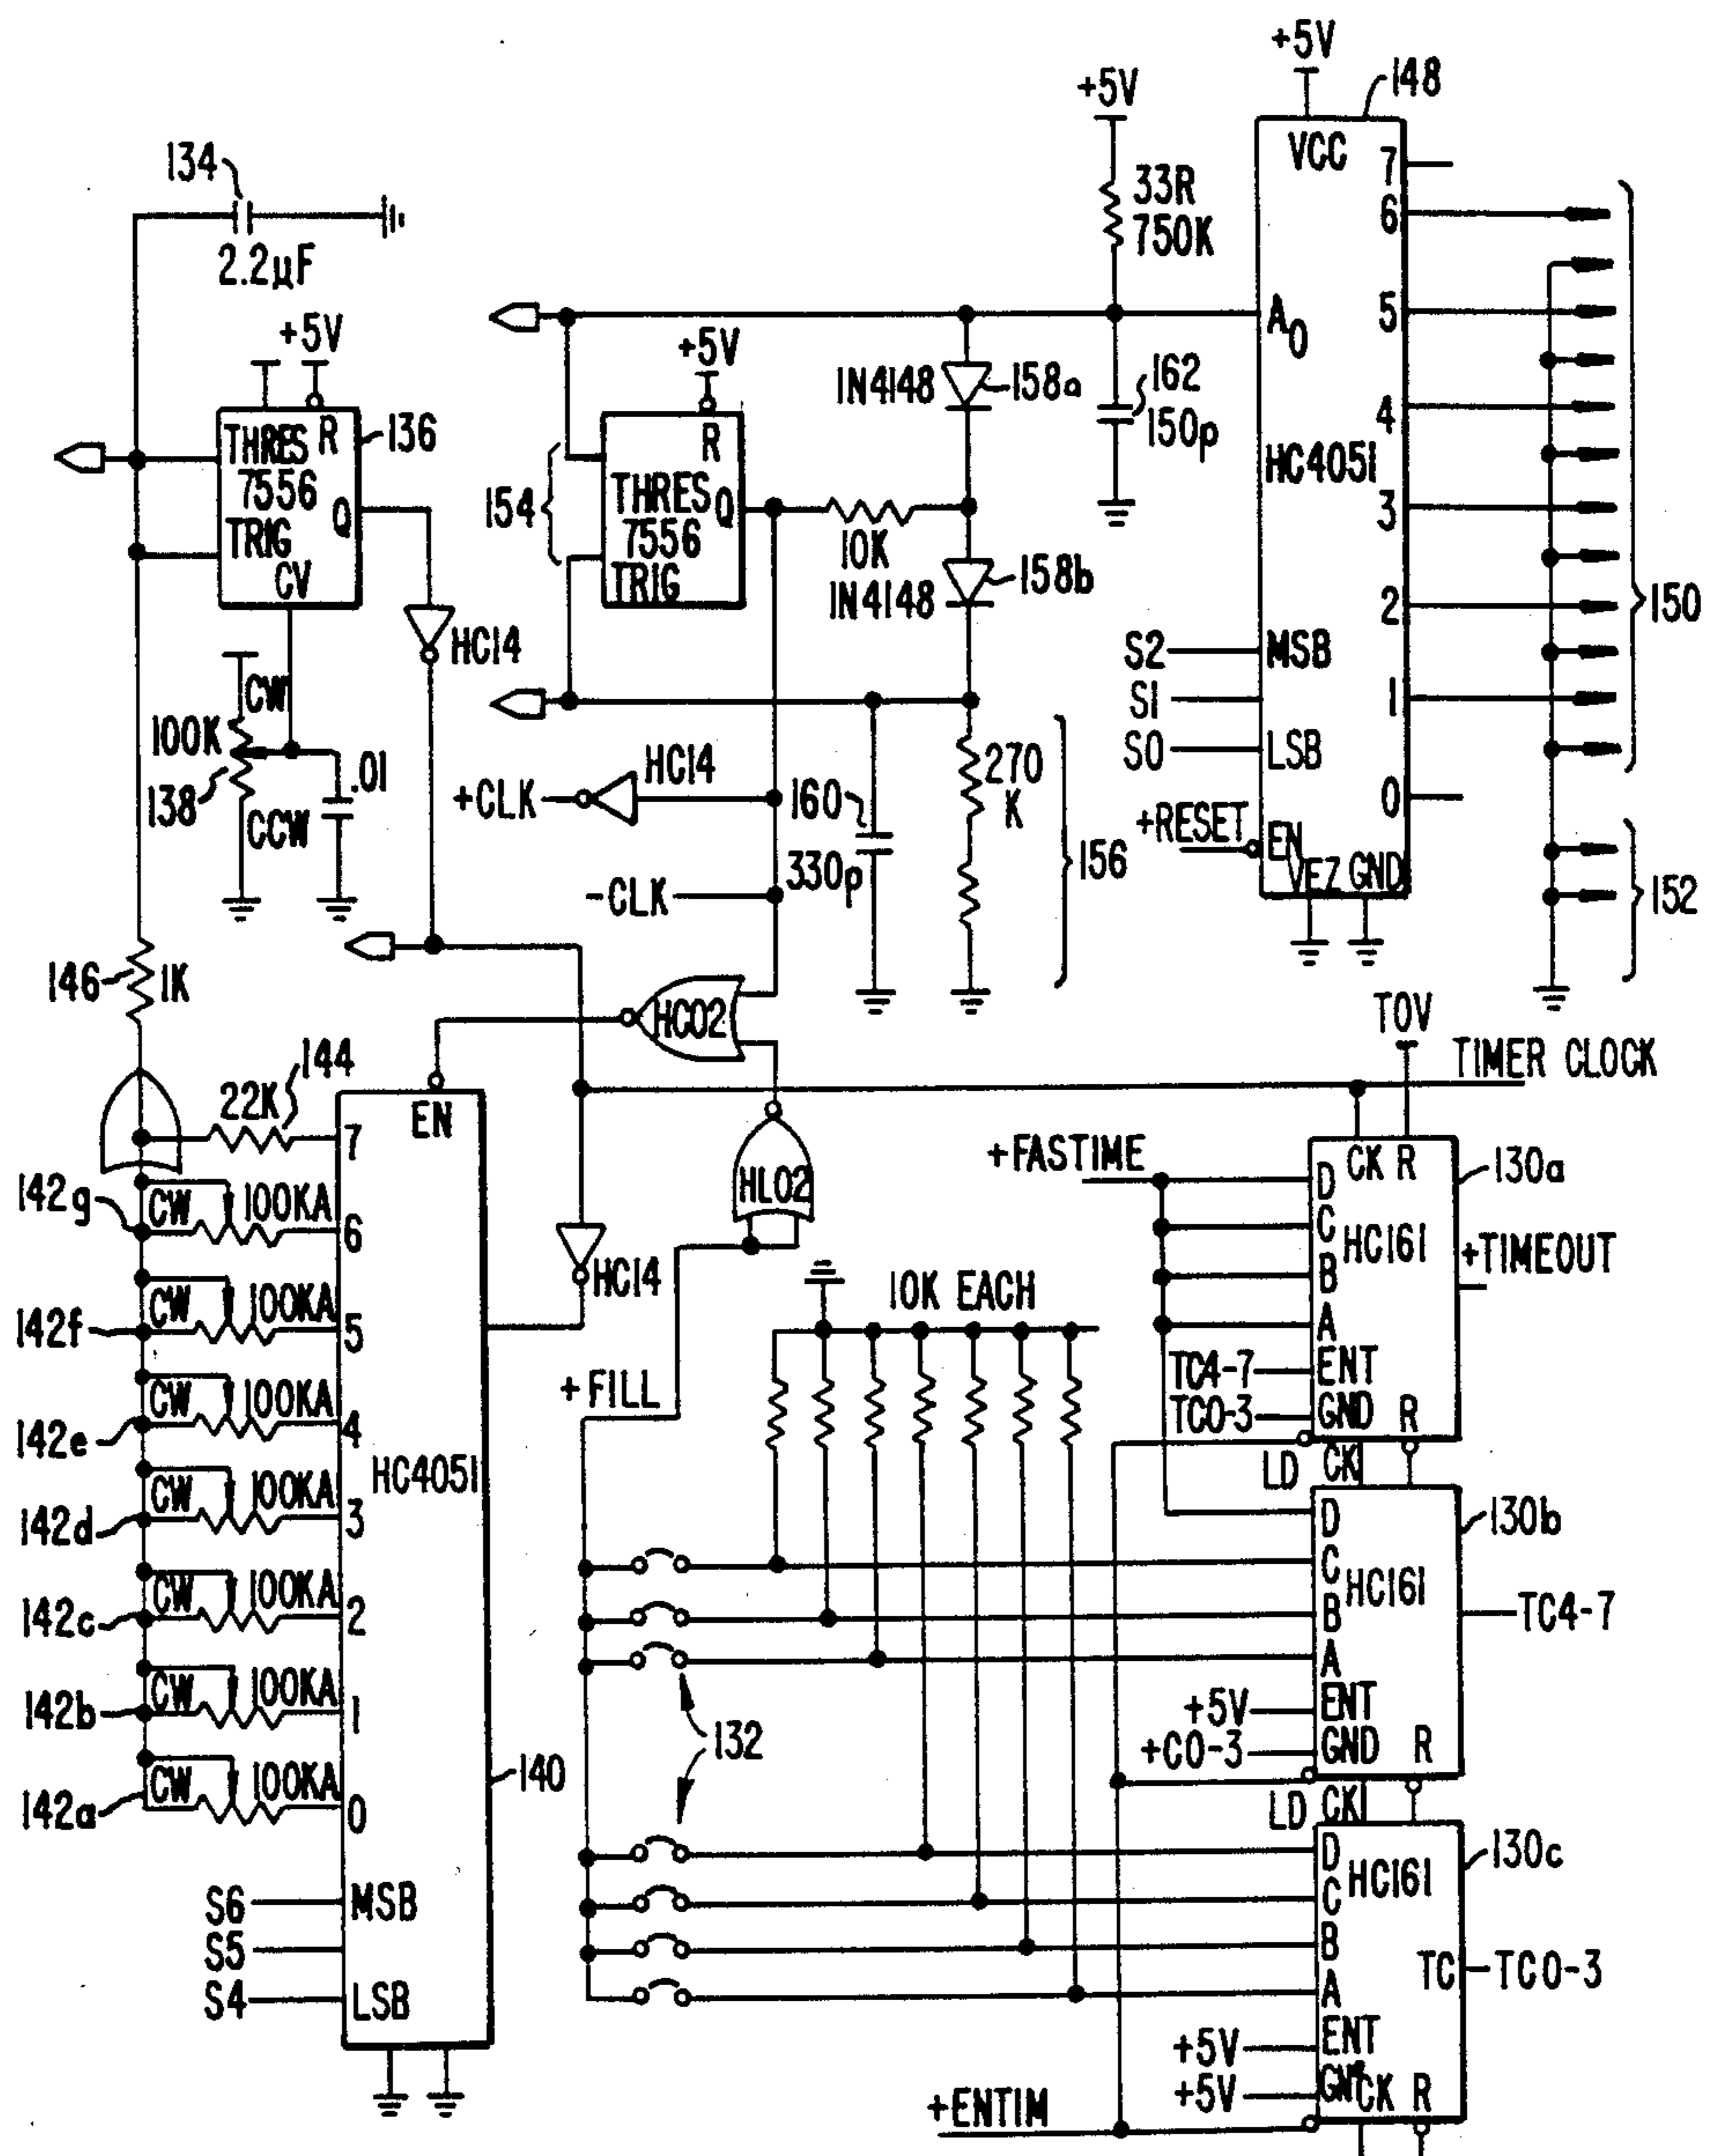 +5V
148
+5V
134
VCC
7
33R
750K
6
2.2µF
+5V
+5V
A0
5
1N4148
158a
162
150p
4
THRES R
136
7556
Q
TRIG
CV
R
154
THRES Q
7556
TRIG
10K
HC4051
3
1N4148
158b
2
150
HC14
S2
MSB
CW
S1
1
100K
.01
HC14
270
K
S0
LSB
138
+CLK
160
0
CCW
+RESET
EN
330p
156
VEZ GND
-CLK
152
146
1K
HC02
TOV
TIMER CLOCK
144
22K
7
EN
+FASTIME
CK R
130a
142g
CW
100KA
6
HL02
D
C
HC161
+TIMEOUT
B
HC14
10K EACH
142f
CW
100KA
5
A
TC4-7
ENT
+FILL
TC0-3
GND R
142e
CW
100KA
4
LD CK
HC4051
142d
CW
100KA
3
D
130b
C
HC161
142c
CW
100KA
2
B
TC4-7
A
142b
CW
100KA
1
+5V
ENT
132
+C0-3
GND R
140
142a
CW
100KA
0
LD CK
D
130c
HC161
C
S6
MSB
B
S5
TC
TC0-3
S4
LSB
A
+5V
ENT
+5V
GN CK R
+ENTIM